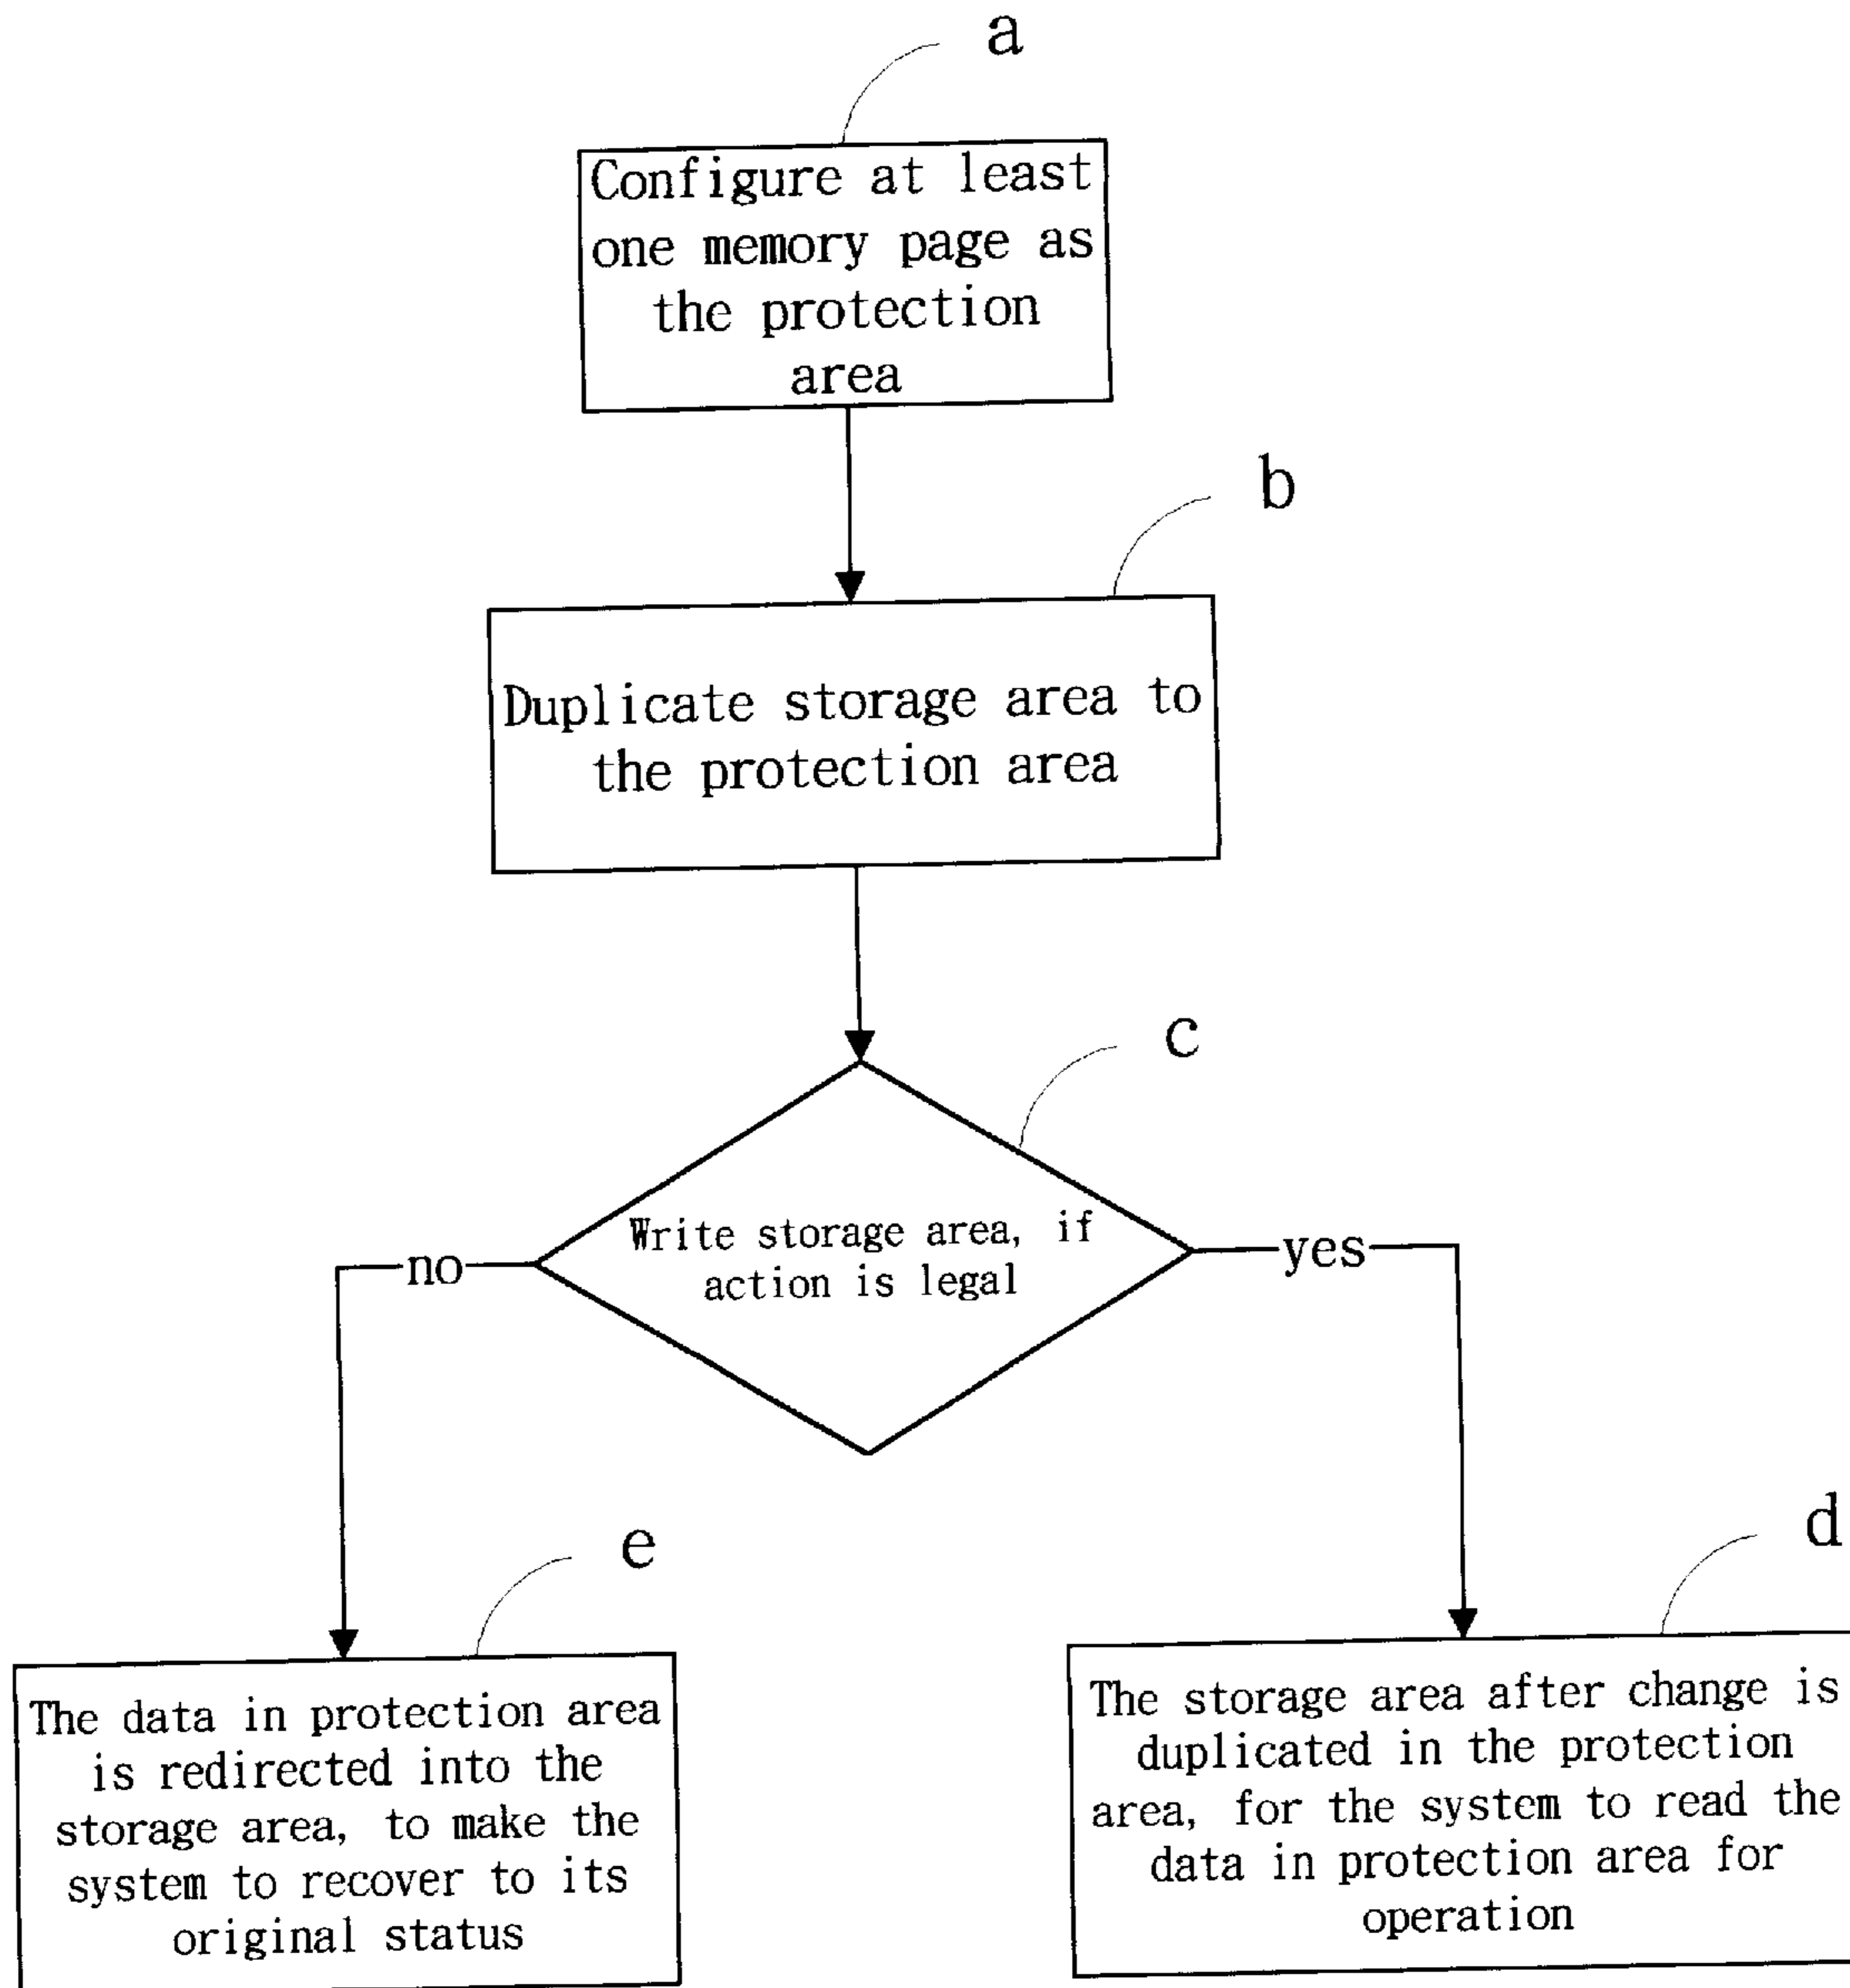 a
Configure at least
one memory page as
the protection
area
b
Duplicate storage area to
the protection area
c
Write storage area, if
action is legal
no
yes
e
d
The data in protection area
is redirected into the
storage area, to make the
system to recover to its
original status
The storage area after change is
duplicated in the protection
area, for the system to read the
data in protection area for
operation